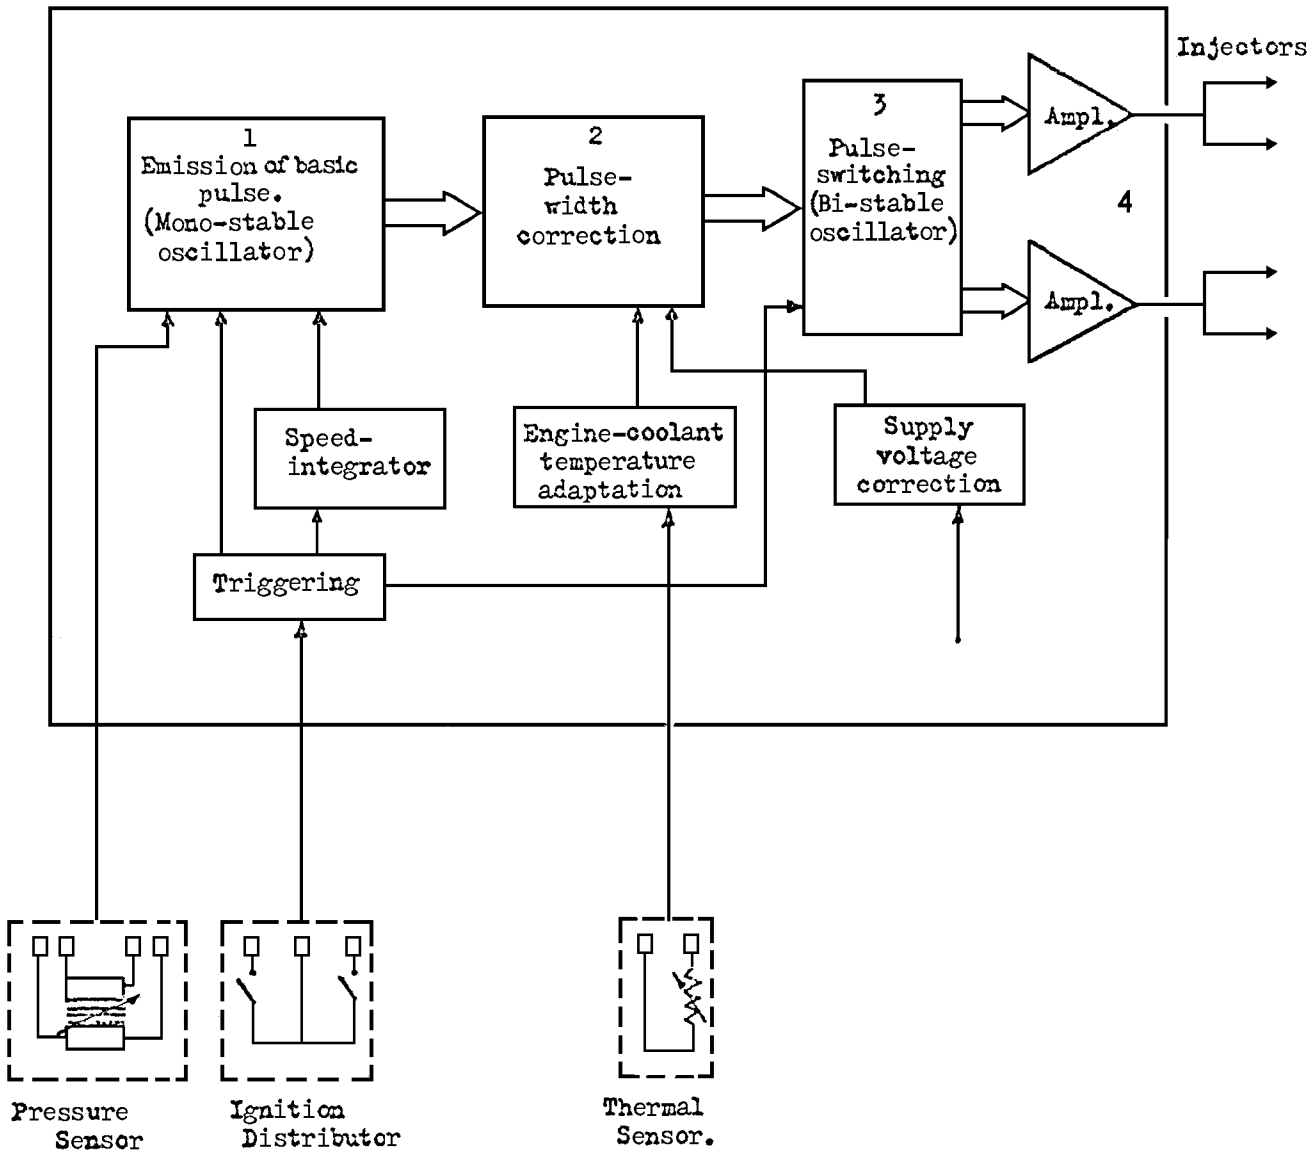 Injectors
1
Emission of basic
pulse.
(Mono-stable
oscillator)
2
Pulse-
width
correction
3
Pulse-
switching
(Bi-stable
oscillator)
Ampl.
4
Ampl.
Speed-
integrator
Engine-coolant
temperature
adaptation
Supply
voltage
correction
Triggering
Pressure
Sensor
Ignition
Distributor
Thermal
Sensor.